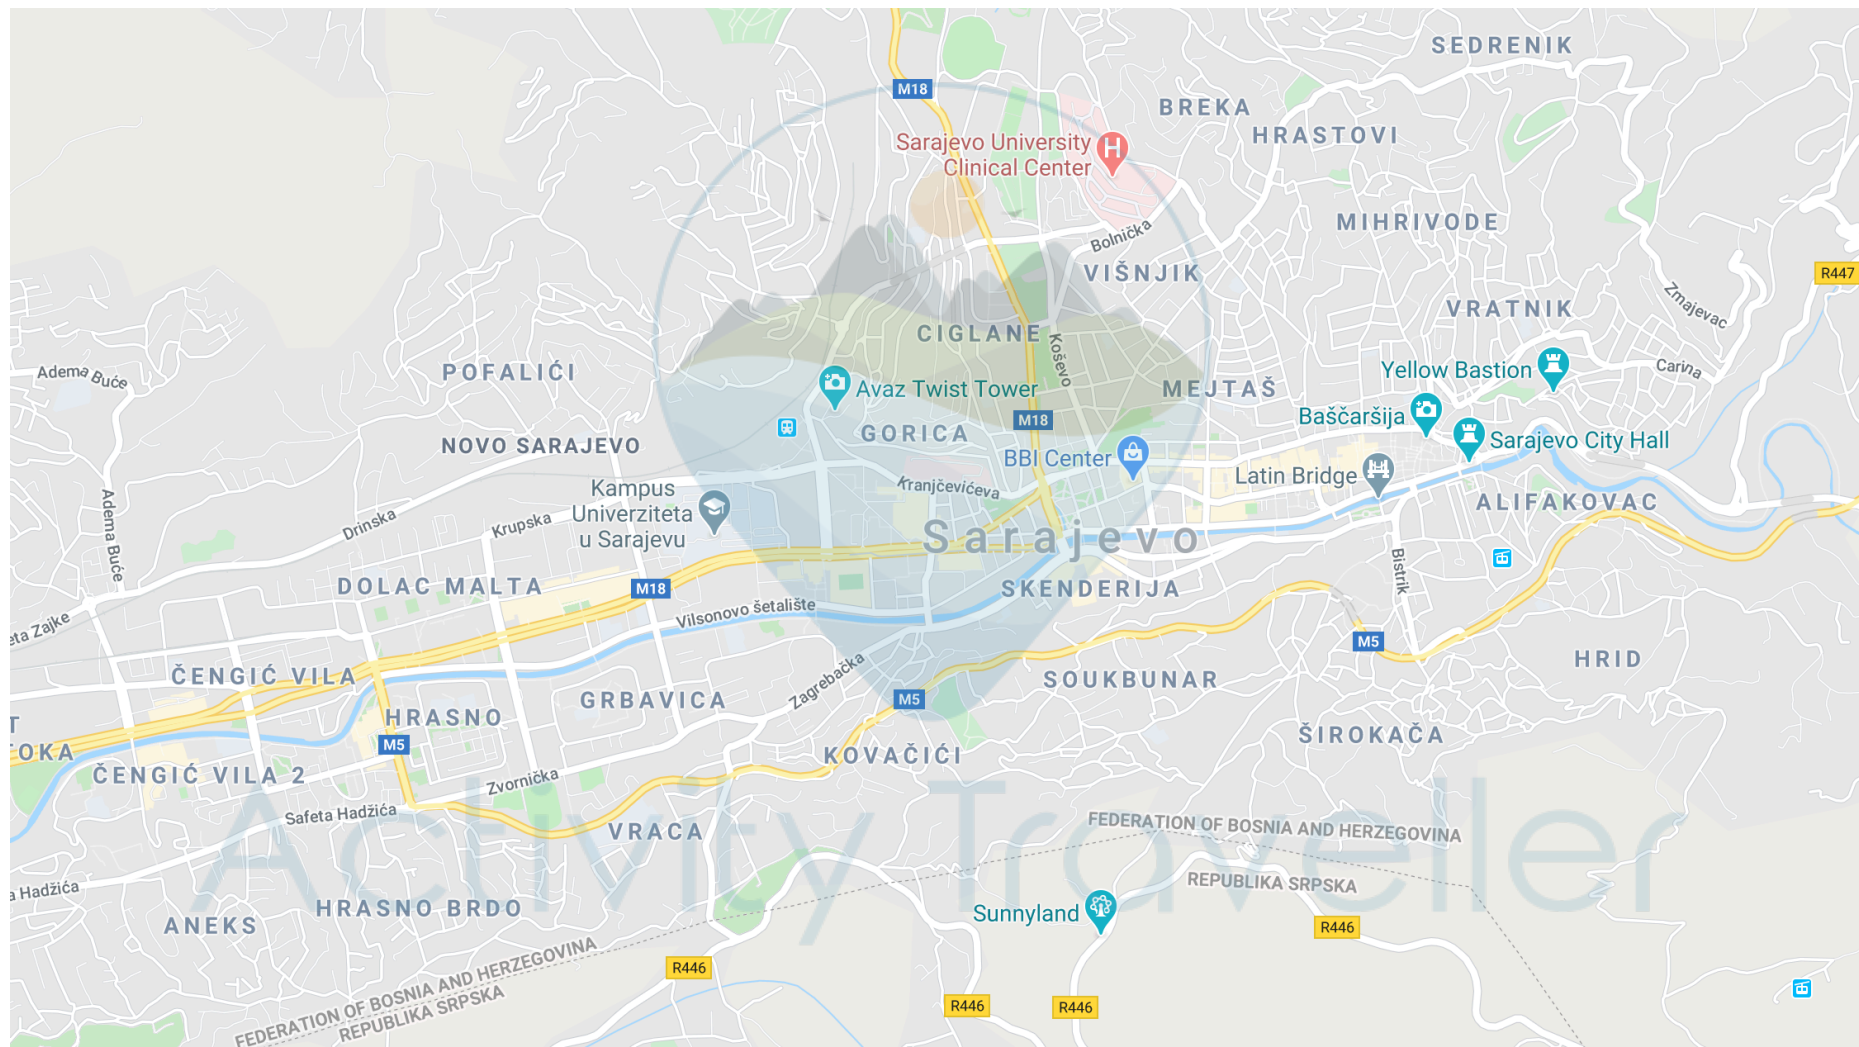 SEDRENIK
M18
BREKA
HRASTOVI
Sarajevo University
Clinical Center
H
MIHRIVODE
Bolnička
VIŠNJIK
R447
Zmajevac
VRATNIK
CIGLANE
Koševo
Adema Buće
POFALIĆI
Yellow Bastion
Carina
Avaz Twist Tower
MEJTAŠ
Baščaršija
M18
GORICA
NOVO SARAJEVO
Sarajevo City Hall
BBI Center
Latin Bridge
Kampus
Univerziteta
u Sarajevu
Kranjčevićeva
ALIFAKOVAC
Adema Buće
Drinska
Krupska
Sarajevo
Bistrik
DOLAC MALTA
M18
SKENDERIJA
Vilsonovo šetalište
eta Zajke
M5
HRID
ČENGIĆ VILA
Zagrebačka
SOUKBUNAR
GRBAVICA
M5
HRASNO
T
OKA
M5
ŠIROKAČA
KOVAČIĆI
ČENGIĆ VILA 2
Zvornička
Safeta Hadžića
VRACA
Activity Traveller
FEDERATION OF BOSNIA AND HERZEGOVINA
REPUBLIKA SRPSKA
a Hadžića
HRASNO BRDO
ANEKS
Sunnyland
R446
FEDERATION OF BOSNIA AND HERZEGOVINA
REPUBLIKA SRPSKA
R446
R446
R446